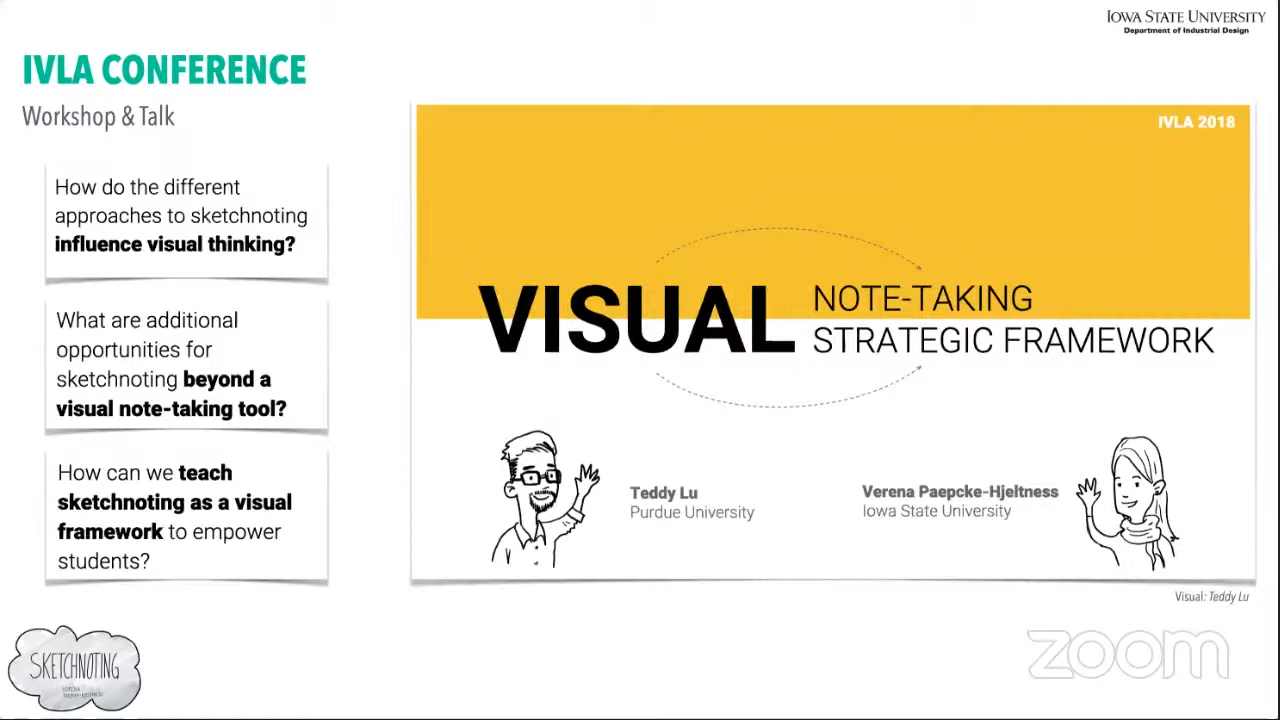 IOWA STATE UNIVERSITY
Department of Industrial Design
IVLA CONFERENCE
Workshop & Talk
How do the different
approaches to sketchnoting
influence visual thinking?
What are additional
opportunities for
sketchnoting beyond a
visual note-taking tool?
How can we teach
sketchnoting as a visual
framework to empower
students?
IVLA 2018
VISUAL
NOTE-TAKING
STRATEGIC FRAMEWORK
Teddy Lu
Purdue University
Verena Paepcke-Hjeltness
Iowa State University
Visual: Teddy Lu
SKETCHNOTING
zoom